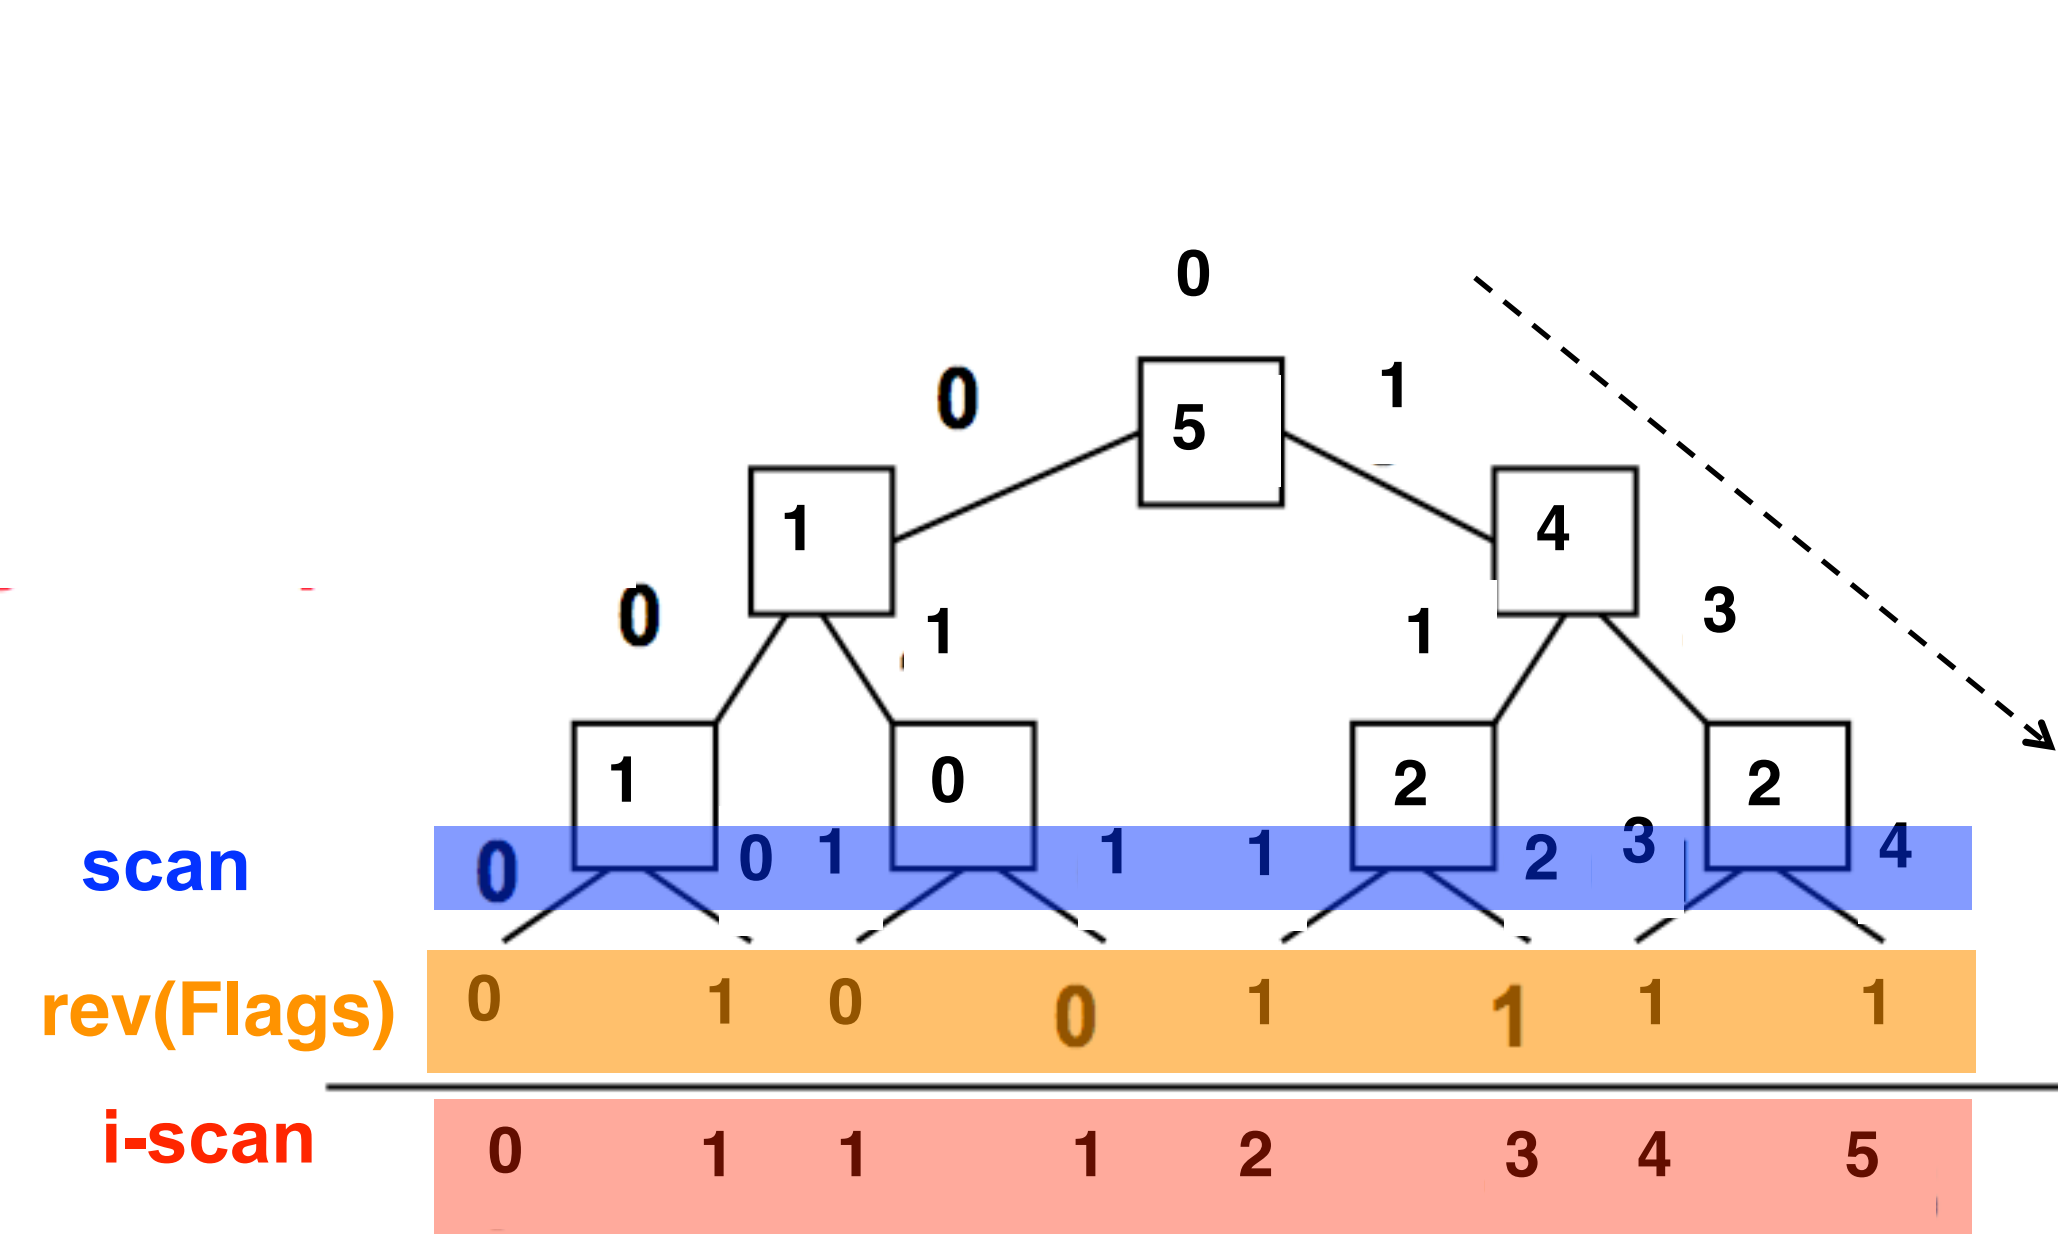 0
0 1
5
1 4
0 1 1 3
1 0 2 2
scan 0 0 1 1 1 2 3 4
rev(Flags) 0 1 0 0 1 1 1 1
i-scan 0 1 1 1 2 3 4 5